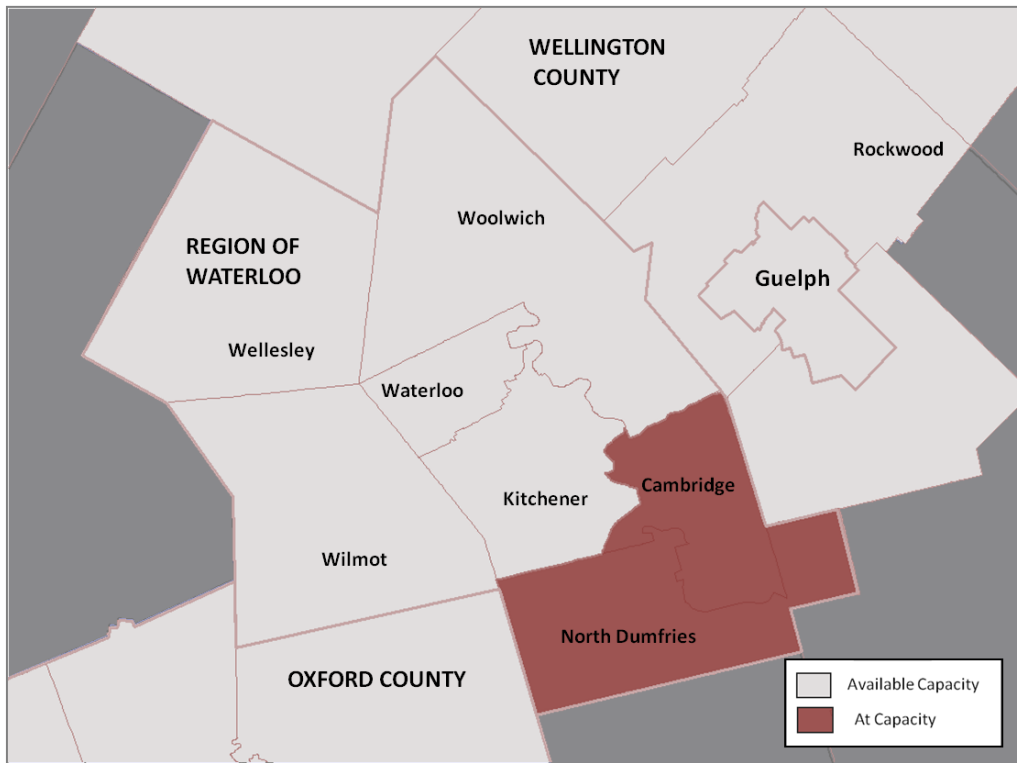 WELLINGTON
COUNTY
Rockwood
Woolwich
REGION OF
WATERLOO
Guelph
Wellesley
Waterloo
Cambridge
Kitchener
Wilmot
North Dumfries
OXFORD COUNTY
Available Capacity
At Capacity